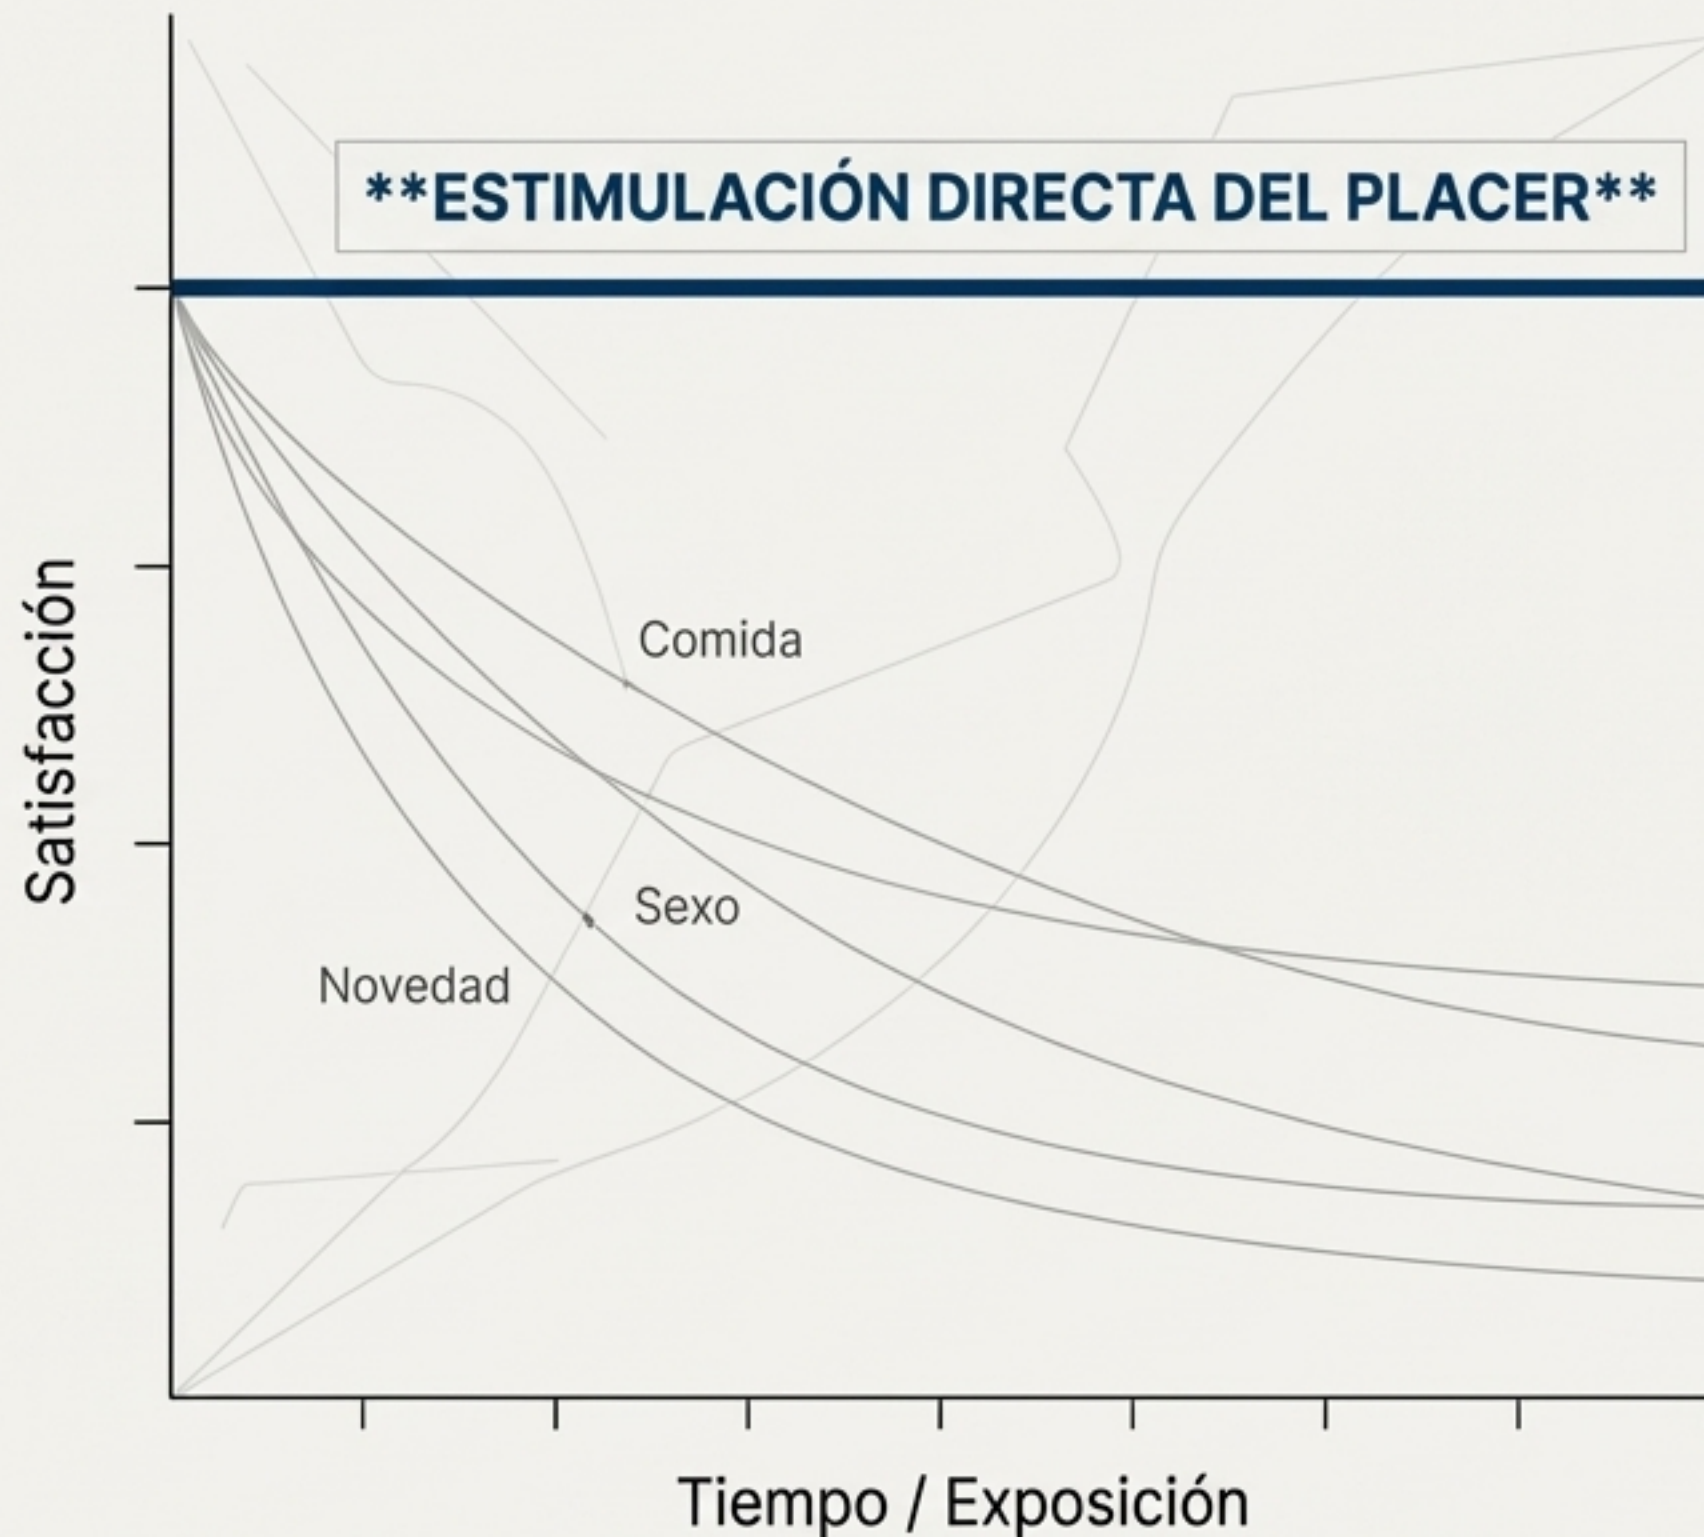 **ESTIMULACIÓN DIRECTA DEL PLACER**
Comida
Sexo
Novedad
Satisfacción
Tiempo / Exposición